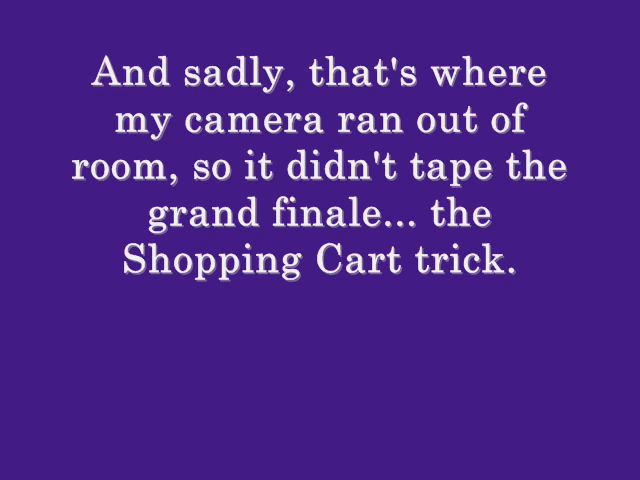 And sadly, that's where
my camera ran out of
room, so it didn't tape the
grand finale... the
Shopping Cart trick.